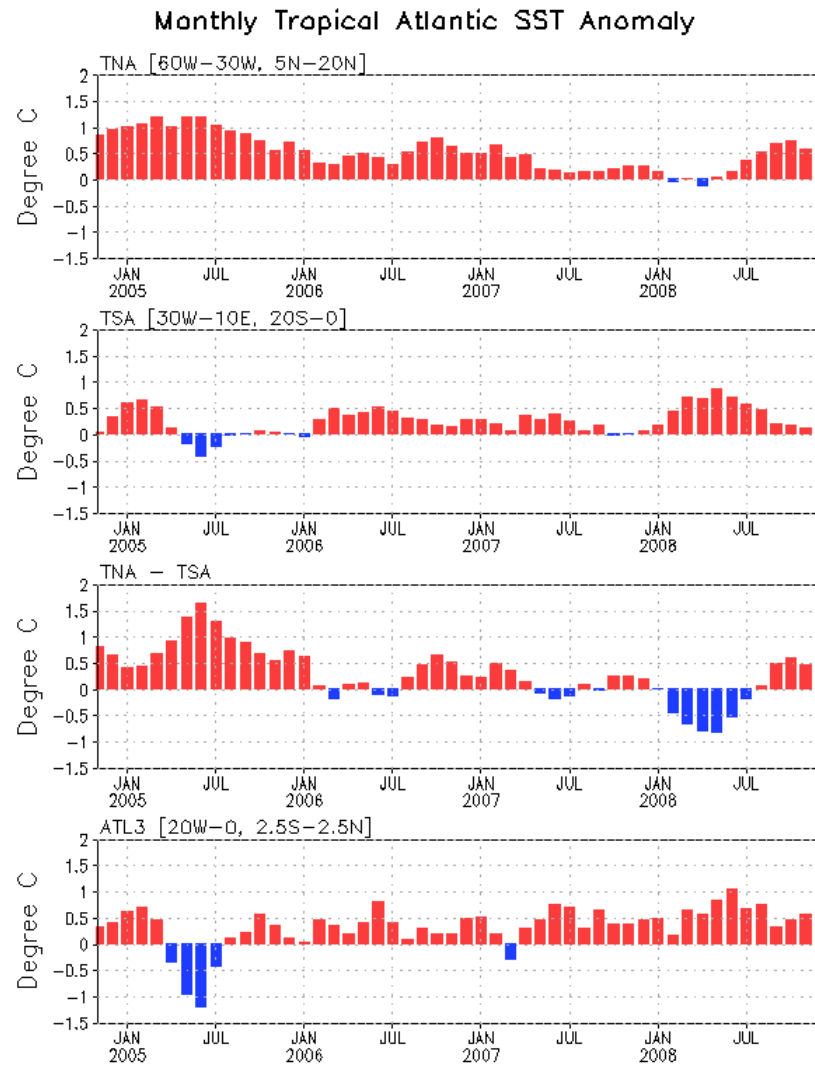 Monthly Tropical Atlantic SST Anomaly
TNA [60W-30W, 5N-20N]
Degree C
2
1.5
1
0.5
0
-0.5
-1
-1.5
JAN JUL JAN JUL JAN JUL JAN JUL
2005 2006 2007 2008
TSA [30W-10E, 20S-0]
Degree C
2
1.5
1
0.5
0
-0.5
-1
-1.5
JAN JUL JAN JUL JAN JUL JAN JUL
2005 2006 2007 2008
TNA - TSA
Degree C
2
1.5
1
0.5
0
-0.5
-1
-1.5
JAN JUL JAN JUL JAN JUL JAN JUL
2005 2006 2007 2008
ATL3 [20W-0, 2.5S-2.5N]
Degree C
2
1.5
1
0.5
0
-0.5
-1
-1.5
JAN JUL JAN JUL JAN JUL JAN JUL
2005 2006 2007 2008